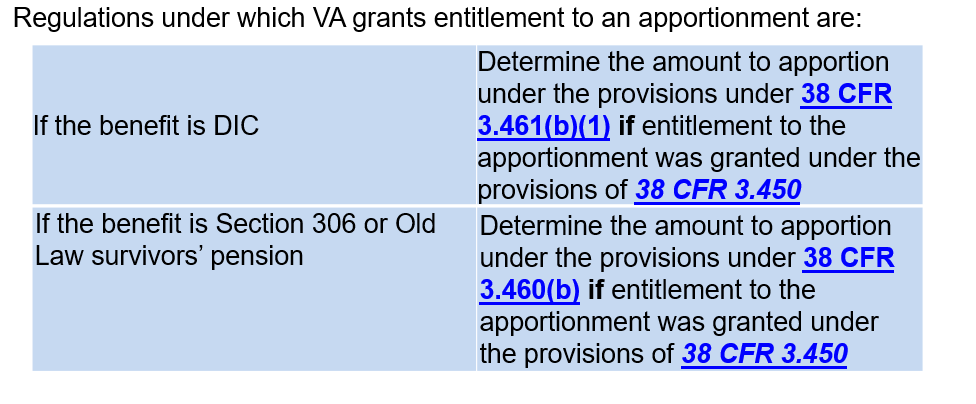 Regulations under which VA grants entitlement to an apportionment are:
If the benefit is DIC
Determine the amount to apportion
under the provisions under 38 CFR
3.461(b)(1) if entitlement to the
apportionment was granted under the
provisions of 38 CFR 3.450
If the benefit is Section 306 or Old
Law survivors’ pension
Determine the amount to apportion
under the provisions under 38 CFR
3.460(b) if entitlement to the
apportionment was granted under
the provisions of 38 CFR 3.450